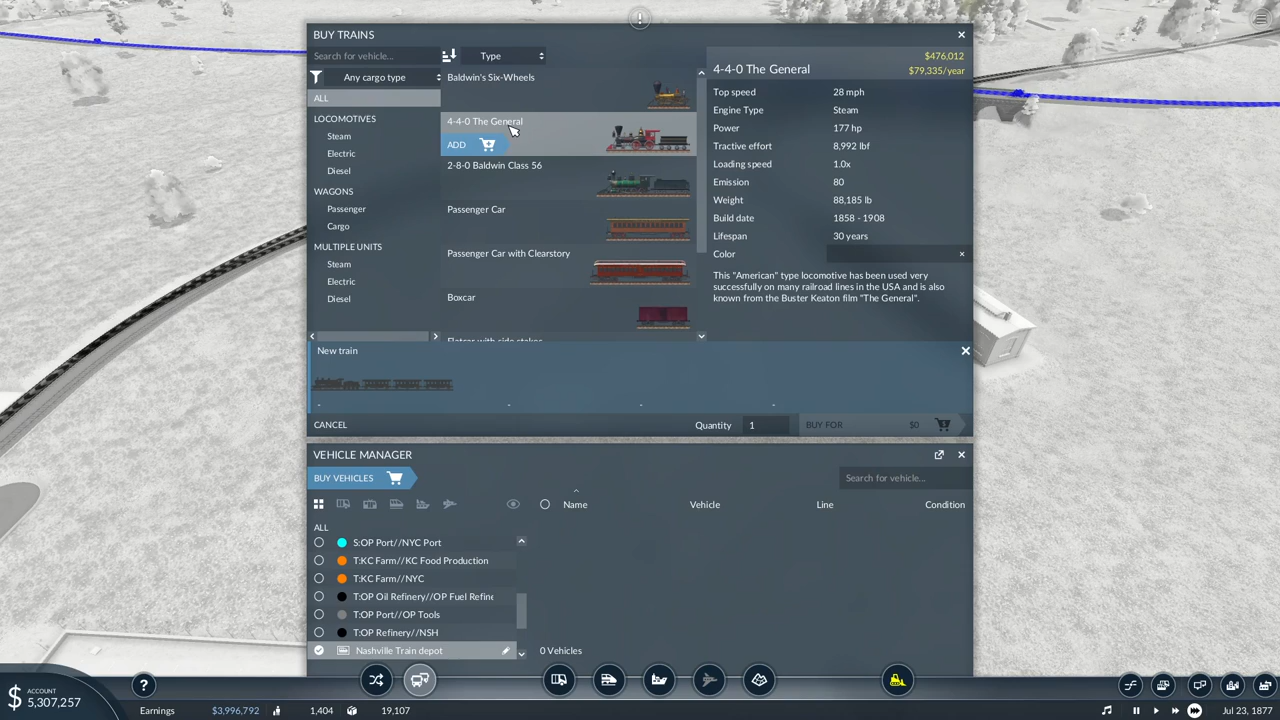 BUY TRAINS
Search for vehicle...
Type
Any cargo type
ALL
LOCOMOTIVES
Steam
Electric
Diesel
WAGONS
Passenger
Cargo
MULTIPLE UNITS
Steam
Electric
Diesel
Baldwin's Six-Wheels
4-4-0 The General
ADD
2-8-0 Baldwin Class 56
Passenger Car
Passenger Car with Clearstory
Boxcar
Flatcar with side stakes
$476,012
4-4-0 The General
$79,335/year
Top speed 28 mph
Engine Type Steam
Power 177 hp
Tractive effort 8,992 lbf
Loading speed 1.0x
Emission 80
Weight 88,185 lb
Build date 1858 - 1908
Lifespan 30 years
Color
This "American" type locomotive has been used very
successfully on many railroad lines in the USA and is also
known from the Buster Keaton film "The General".
New train
- - - -
CANCEL
Quantity 1
BUY FOR $0
VEHICLE MANAGER
BUY VEHICLES
Search for vehicle...
Name Vehicle Line Condition
ALL
S:OP Port//NYC Port
T:KC Farm//KC Food Production
T:KC Farm//NYC
T:OP Oil Refinery//OP Fuel Refine
T:OP Port//OP Tools
T:OP Refinery//NSH
Nashville Train depot
0 Vehicles
$ ACCOUNT
5,307,257
?
Earnings $3,996,792 1,404 19,107
Jul 23, 1877